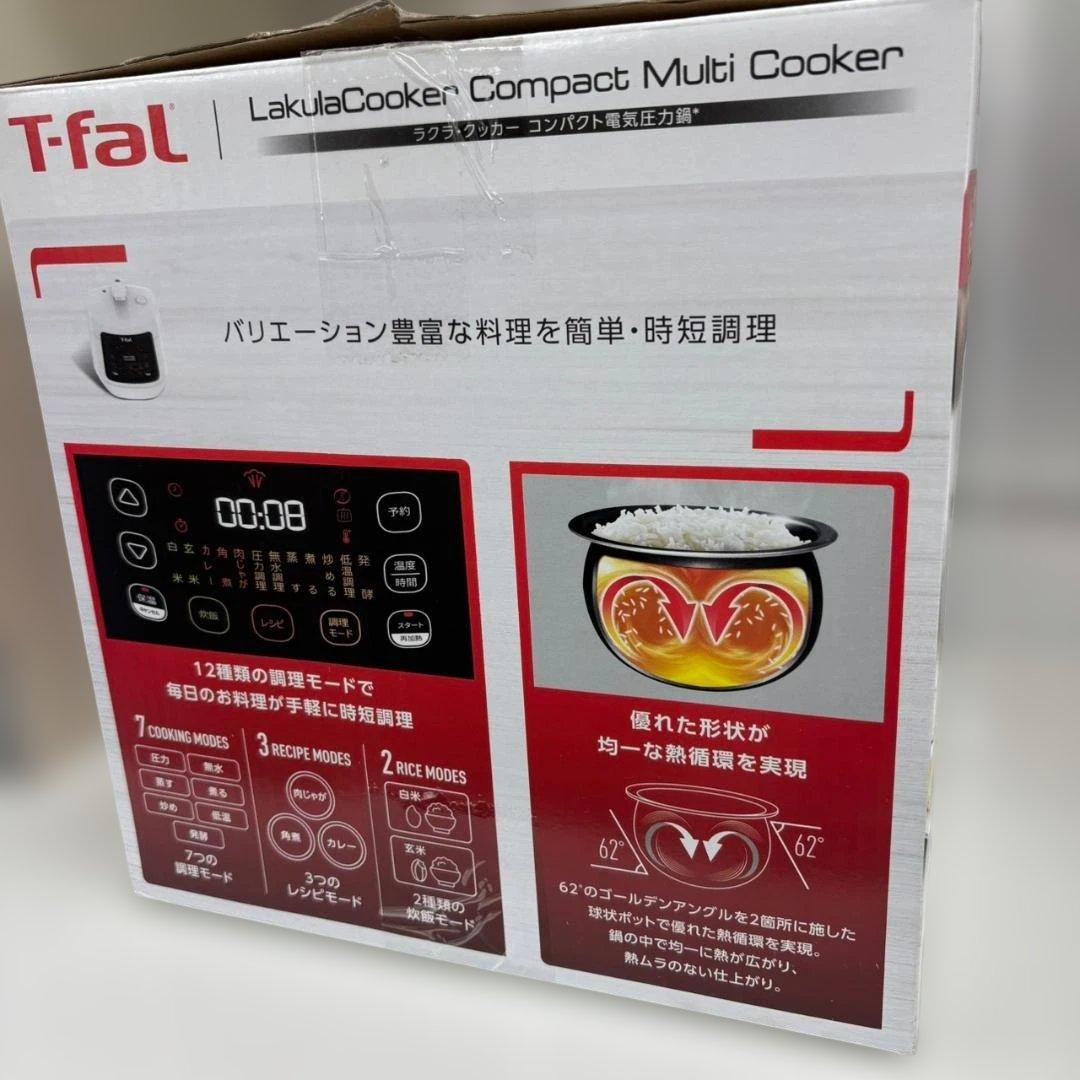 T-fal
LakulaCooker Compact Multi Cooker
ラクラ・クッカー コンパクト電気圧力鍋*
T-fal
バリエーション豊富な料理を簡単・時短調理
00:08
予約
白米
玄米
カレー
角煮
肉じゃが
圧力調理
無水調理
蒸す
煮る
炒める
低温調理
発酵
温度
時間
保温
キャンセル
炊飯
レシピ
調理
モード
スタート
再加熱
12種類の調理モードで
毎日のお料理が手軽に時短調理
7 COOKING MODES
圧力
無水
蒸す
煮る
炒め
低温
発酵
7つの
調理モード
3 RECIPE MODES
肉じゃが
角煮
カレー
3つの
レシピモード
2 RICE MODES
白米
玄米
2種類の
炊飯モード
優れた形状が
均一な熱循環を実現
62°
62°
62°のゴールデンアングルを2箇所に施した
球状ポットで優れた熱循環を実現。
鍋の中で均一に熱が広がり、
熱ムラのない仕上がり。